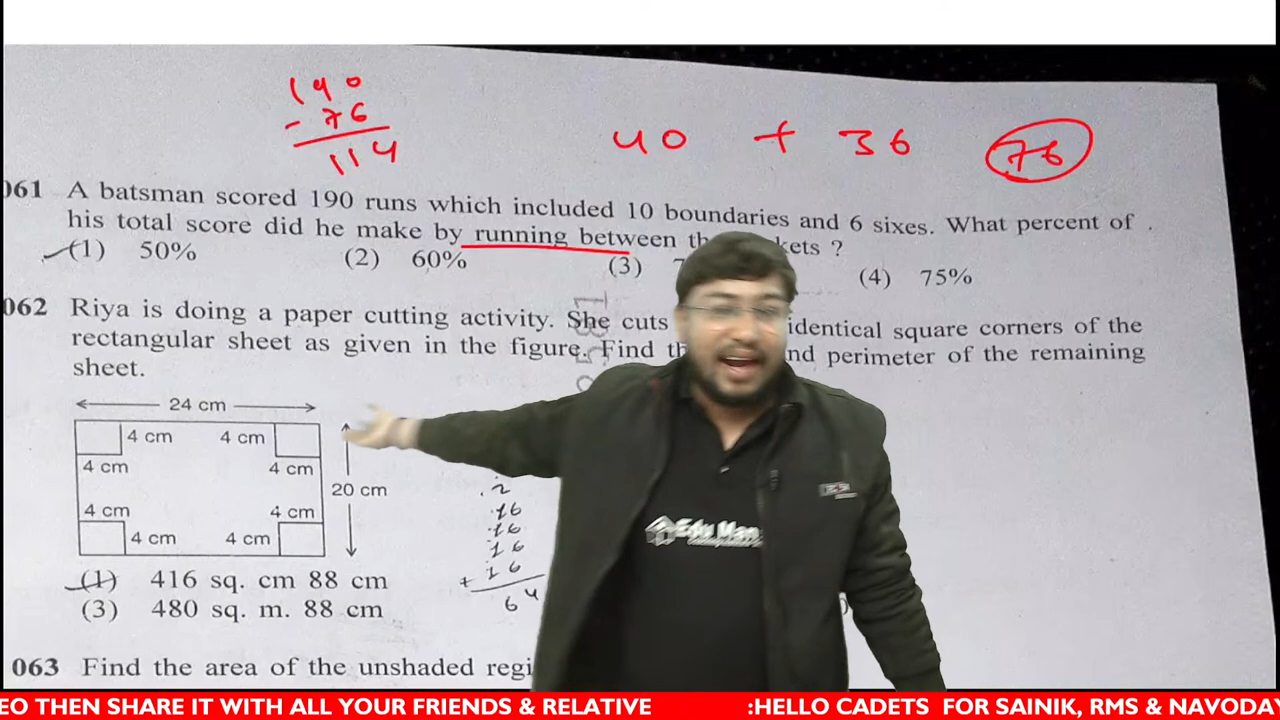 190
- 76
114
40 + 36 76
061 A batsman scored 190 runs which included 10 boundaries and 6 sixes. What percent of
his total score did he make by running between the ?
(1) 50% (2) 60% (3) (4) 75%
062 Riya is doing a paper cutting activity. She cuts identical square corners of the
rectangular sheet as given in the figure. Find and perimeter of the remaining
sheet.
24 cm
4 cm 4 cm
4 cm 4 cm
20 cm
4 cm 4 cm
4 cm 4 cm
2
16
16
16
+ 16
64
(1) 416 sq. cm 88 cm
(3) 480 sq. m. 88 cm
063 Find the area of the unshaded
Edu Man
EO THEN SHARE IT WITH ALL YOUR FRIENDS & RELATIVE :HELLO CADETS FOR SAINIK, RMS & NAVODA